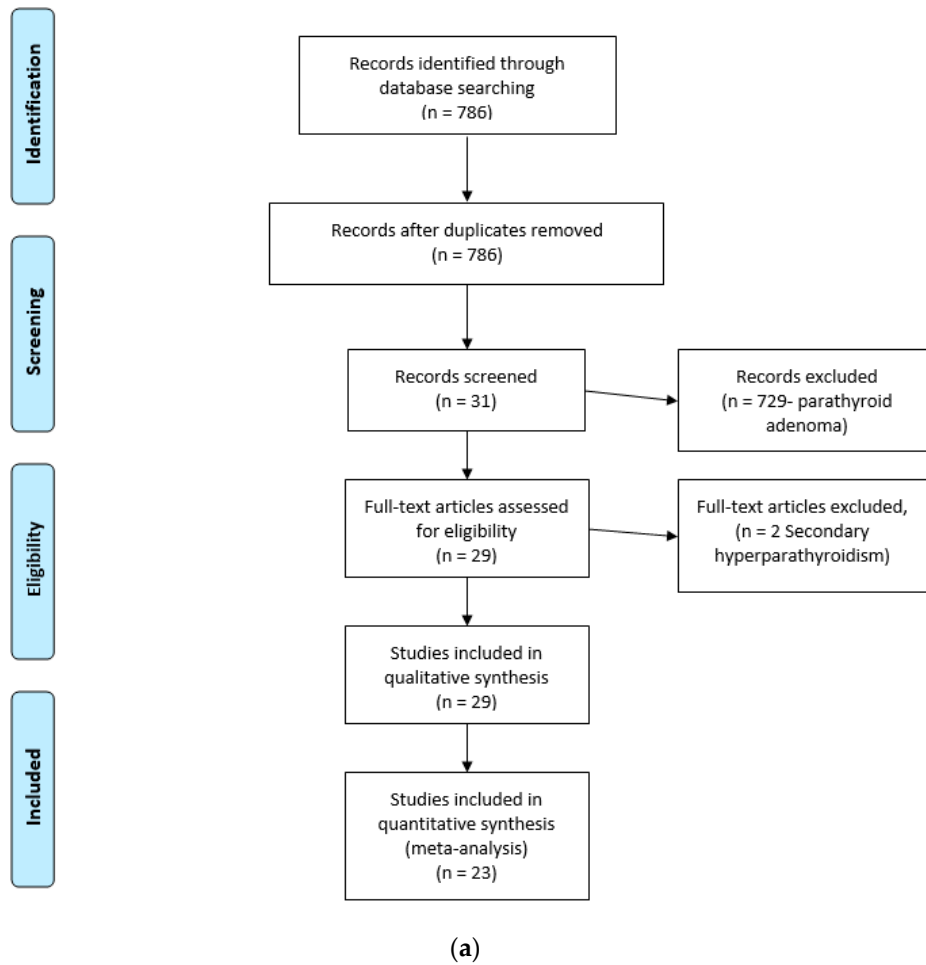 Identification
Records identified through
database searching
(n = 786)
Records after duplicates removed
(n = 786)
Screening
Records screened
(n = 31)
Records excluded
(n = 729- parathyroid
adenoma)
Eligibility
Full-text articles assessed
for eligibility
(n = 29)
Full-text articles excluded,
(n = 2 Secondary
hyperparathyroidism)
Studies included in
qualitative synthesis
(n = 29)
Included
Studies included in
quantitative synthesis
(meta-analysis)
(n = 23)
(a)